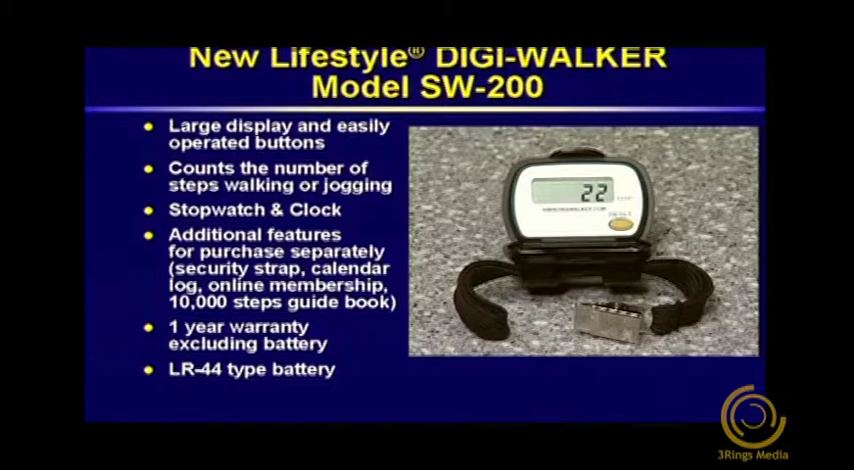 New Lifestyle® DIGI-WALKER
Model SW-200
Large display and easily
operated buttons
Counts the number of
steps walking or jogging
Stopwatch & Clock
Additional features
for purchase separately
(security strap, calendar
log, online membership,
10,000 steps guide book)
1 year warranty
excluding battery
LR-44 type battery
22
3Rings Media